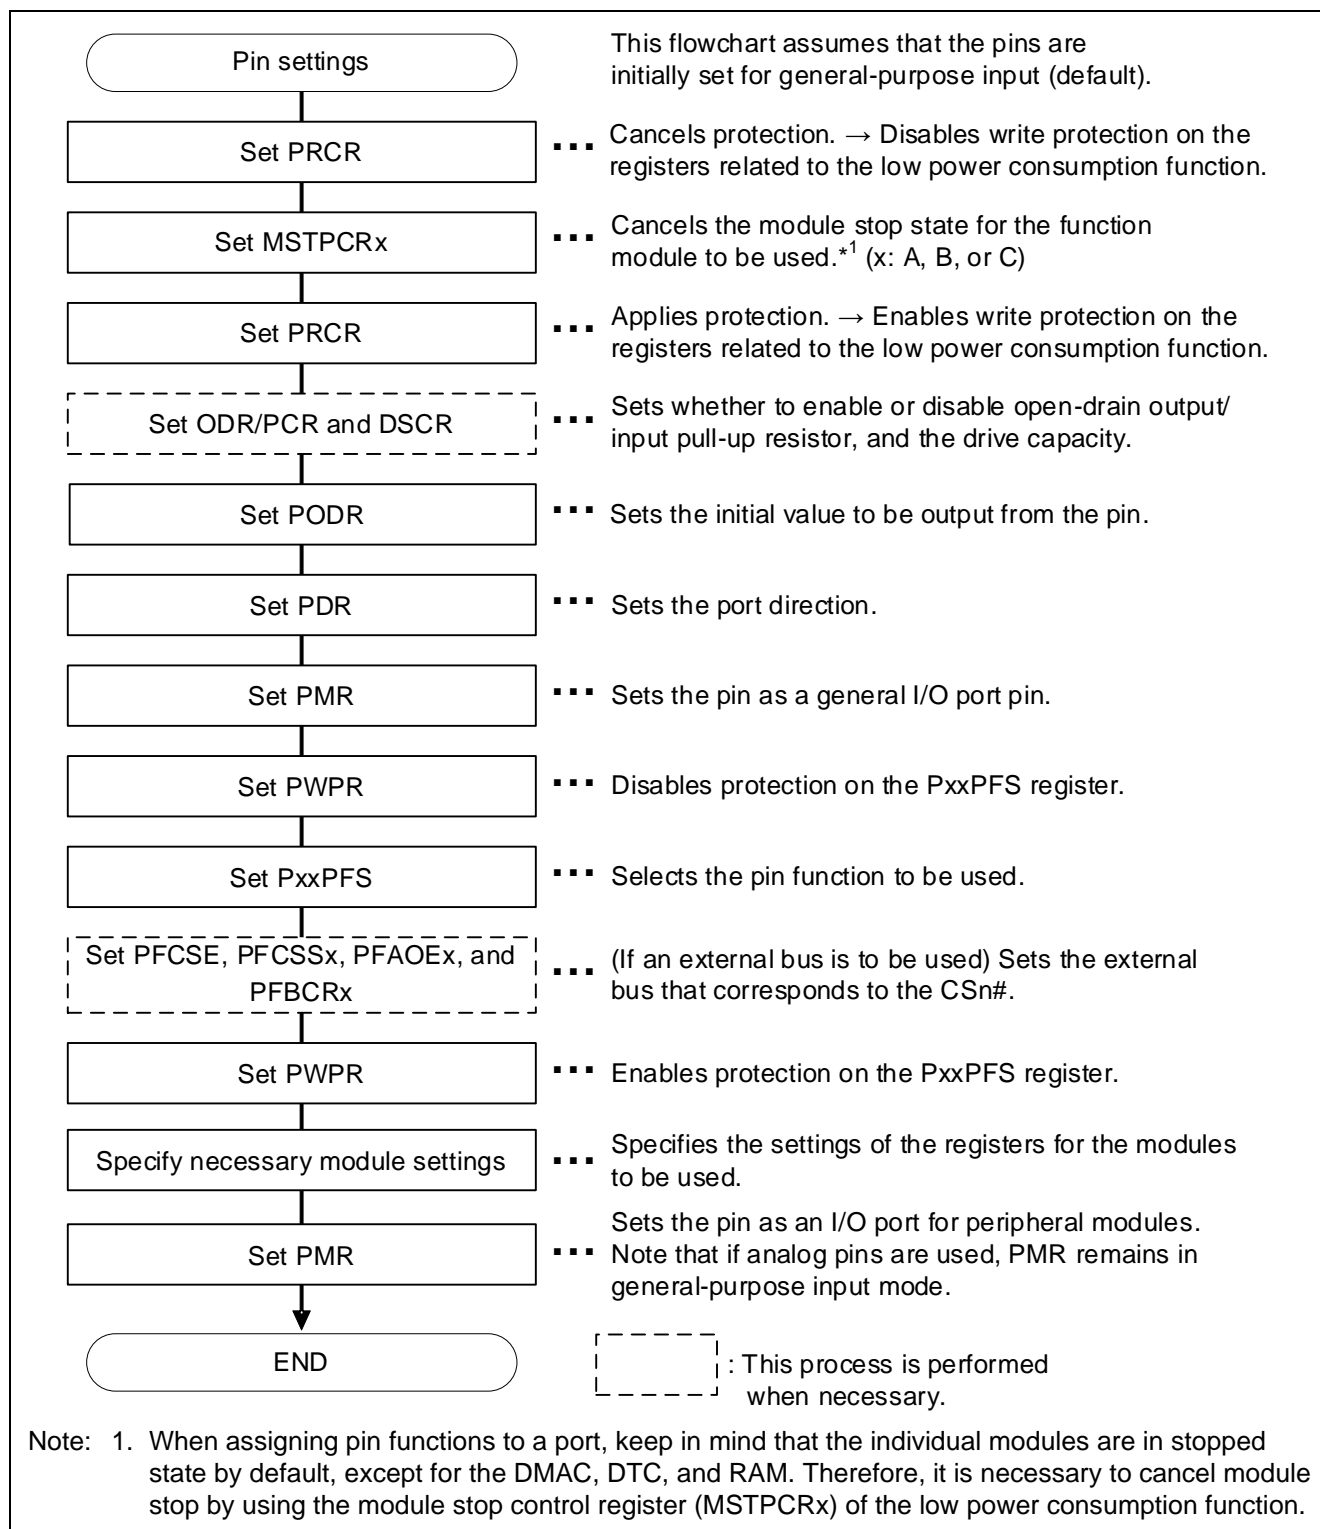 Pin settings
This flowchart assumes that the pins are
initially set for general-purpose input (default).
Set PRCR
Cancels protection. → Disables write protection on the
registers related to the low power consumption function.
Set MSTPCRx
Cancels the module stop state for the function
module to be used.*1 (x: A, B, or C)
Set PRCR
Applies protection. → Enables write protection on the
registers related to the low power consumption function.
Set ODR/PCR and DSCR
Sets whether to enable or disable open-drain output/
input pull-up resistor, and the drive capacity.
Set PODR
Sets the initial value to be output from the pin.
Set PDR
Sets the port direction.
Set PMR
Sets the pin as a general I/O port pin.
Set PWPR
Disables protection on the PxxPFS register.
Set PxxPFS
Selects the pin function to be used.
Set PFCSE, PFCSSx, PFAOEx, and
PFBCRx
(If an external bus is to be used) Sets the external
bus that corresponds to the CSn#.
Set PWPR
Enables protection on the PxxPFS register.
Specify necessary module settings
Specifies the settings of the registers for the modules
to be used.
Set PMR
Sets the pin as an I/O port for peripheral modules.
Note that if analog pins are used, PMR remains in
general-purpose input mode.
END
: This process is performed
when necessary.
Note: 1. When assigning pin functions to a port, keep in mind that the individual modules are in stopped
state by default, except for the DMAC, DTC, and RAM. Therefore, it is necessary to cancel module
stop by using the module stop control register (MSTPCRx) of the low power consumption function.